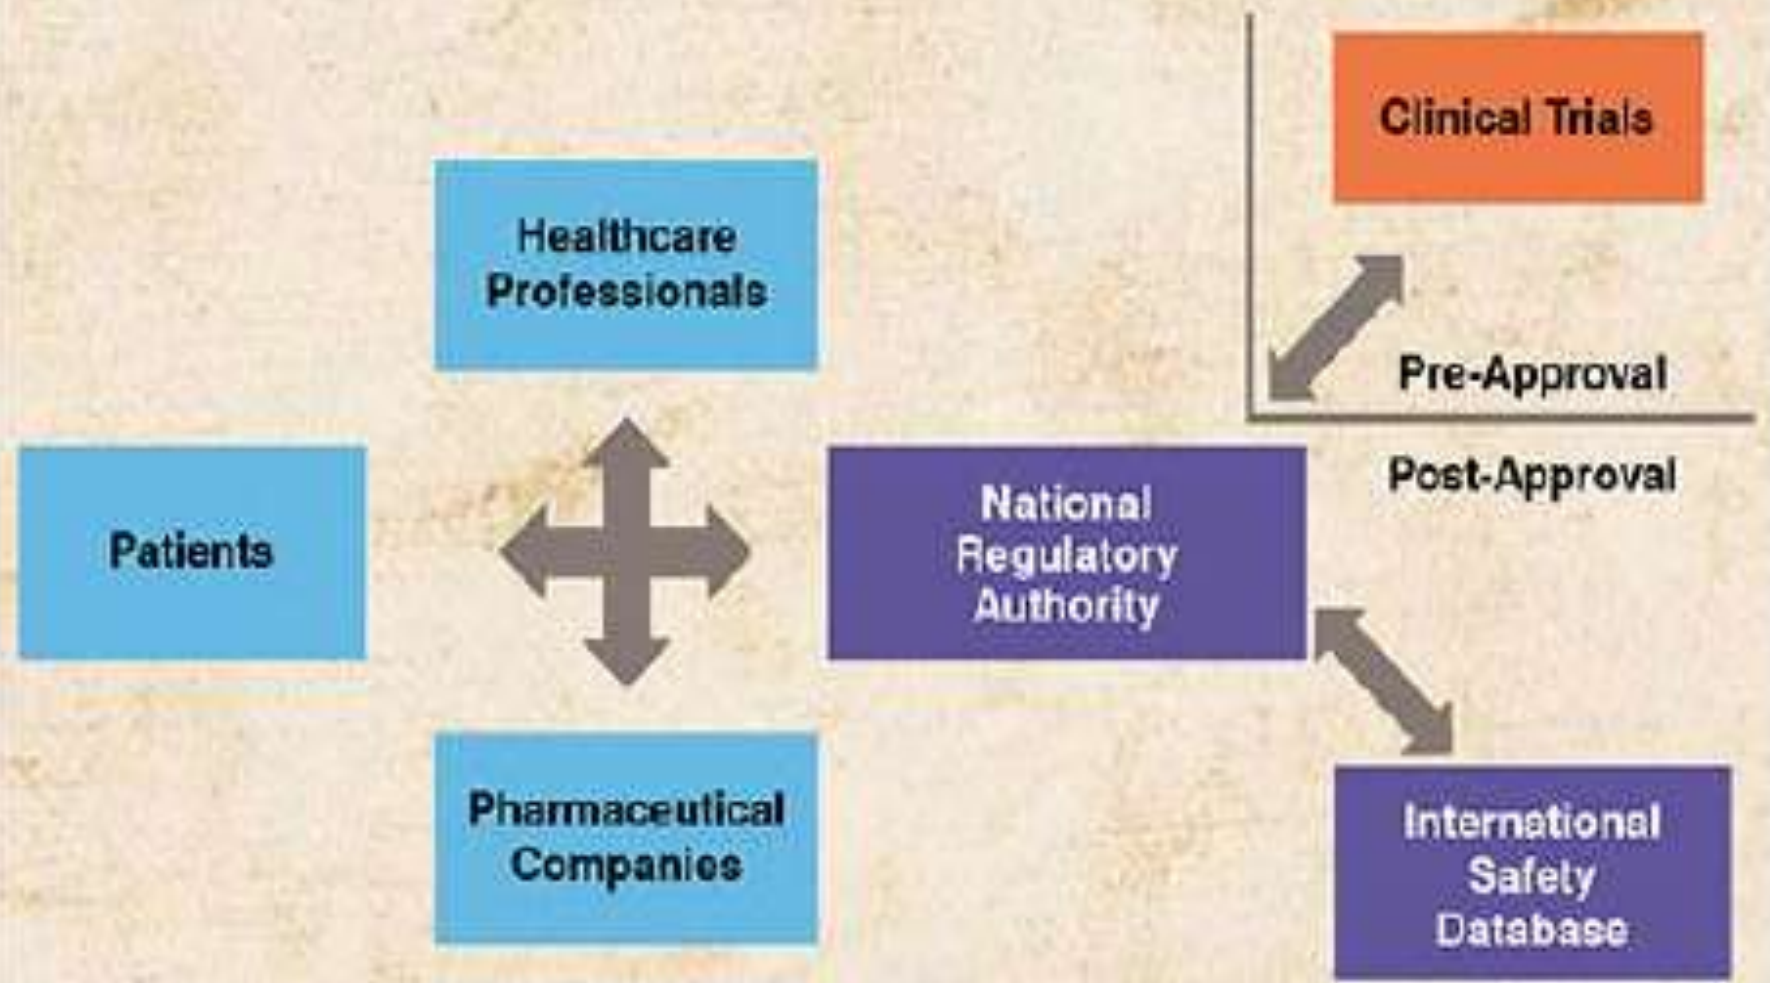 Clinical Trials
Healthcare
Professionals
Pre-Approval
Post-Approval
Patients
National
Regulatory
Authority
Pharmaceutical
Companies
International
Safety
Database